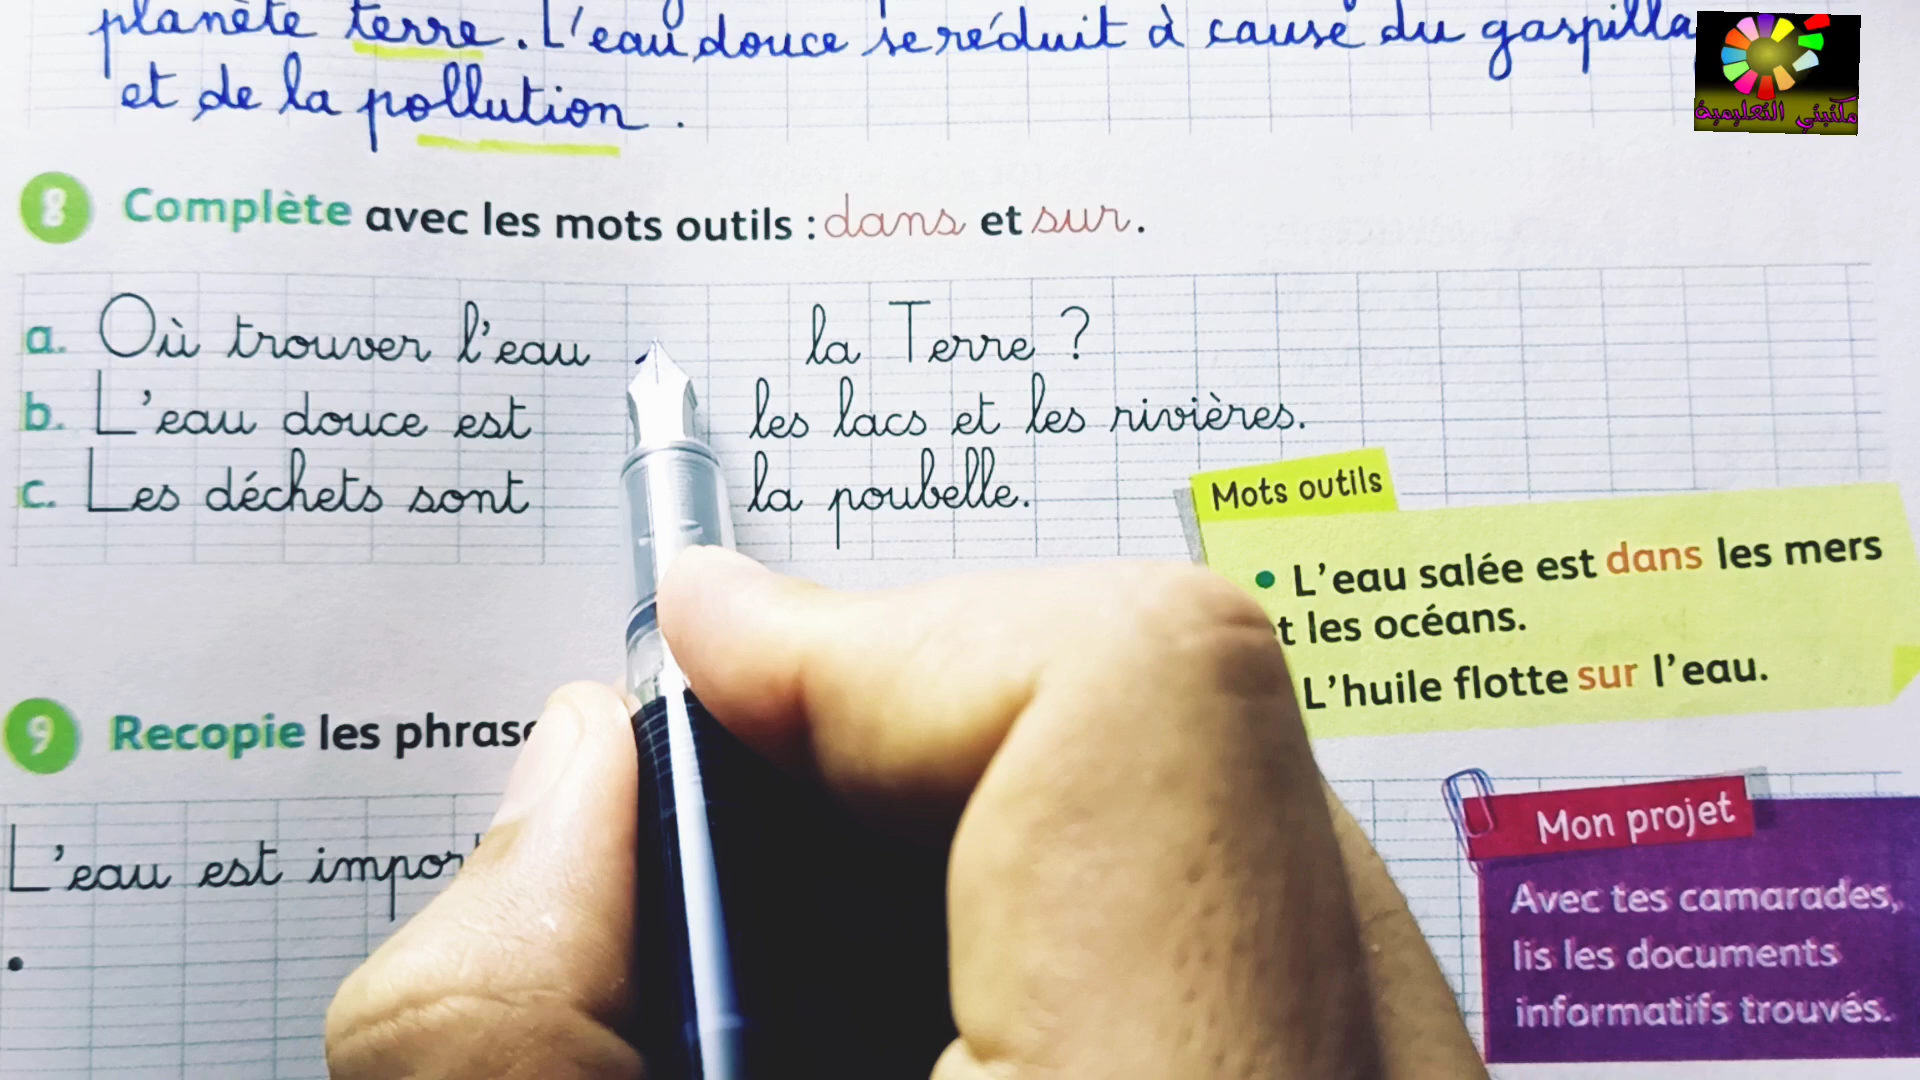 planète terre. L'eau douce se réduit à cause du
et de la pollution.
مكتبتي التعليمية
8 Complète avec les mots outils : dans et sur.
a. Où trouver l'eau la Terre ?
b. L'eau douce est les lacs et les rivières.
c. Les déchets sont la poubelle.
Mots outils
• L'eau salée est dans les mers
t les océans.
L'huile flotte sur l'eau.
9 Recopie les
L'eau est
Mon projet
Avec tes camarades,
lis les documents
informatifs trouvés.